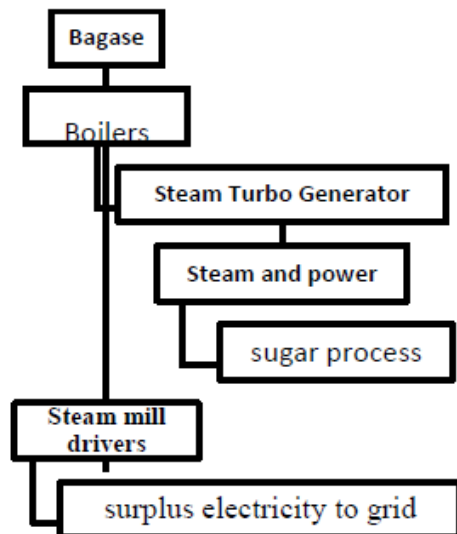 Bagase
Boilers
Steam Turbo Generator
Steam and power
sugar process
Steam mill
drivers
surplus electricity to grid